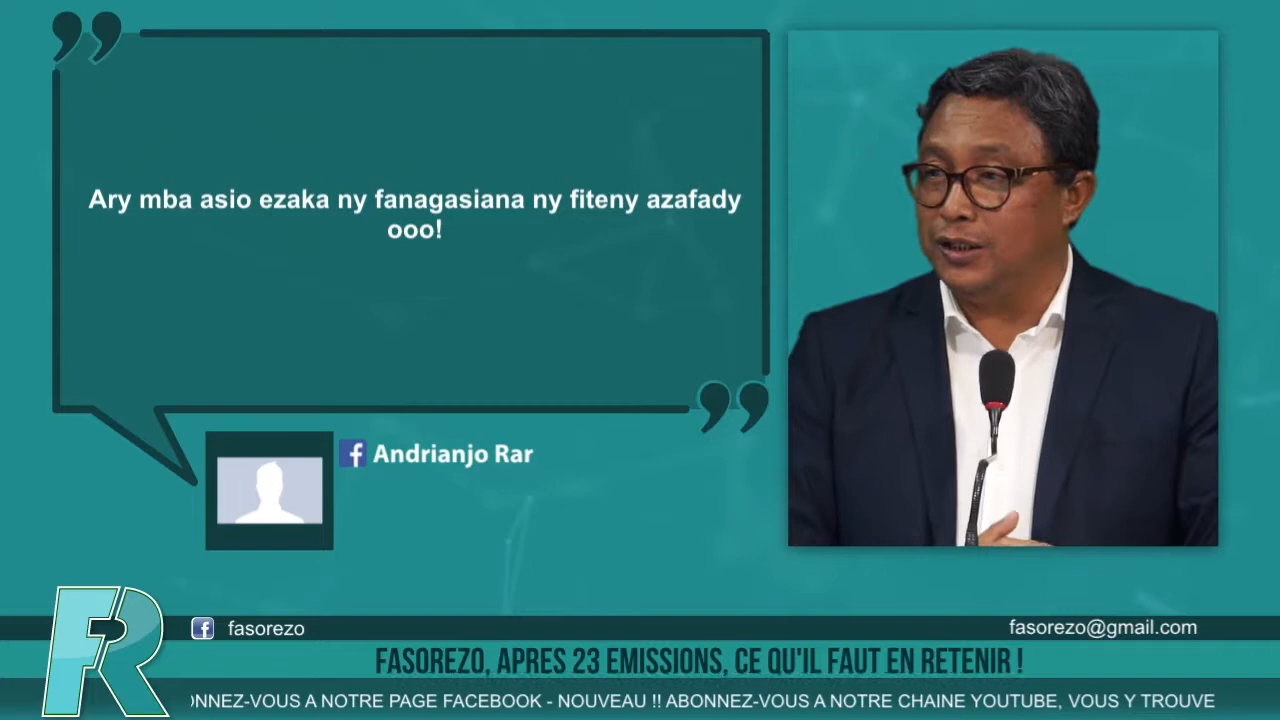 Ary mba asio ezaka ny fanagasiana ny fiteny azafady
ooo!
Andrianjo Rar
FR
fasorezo
fasorezo@gmail.com
FASOREZO, APRES 23 EMISSIONS, CE QU'IL FAUT EN RETENIR !
ONNEZ-VOUS A NOTRE PAGE FACEBOOK - NOUVEAU !! ABONNEZ-VOUS A NOTRE CHAINE YOUTUBE, VOUS Y TROUVE